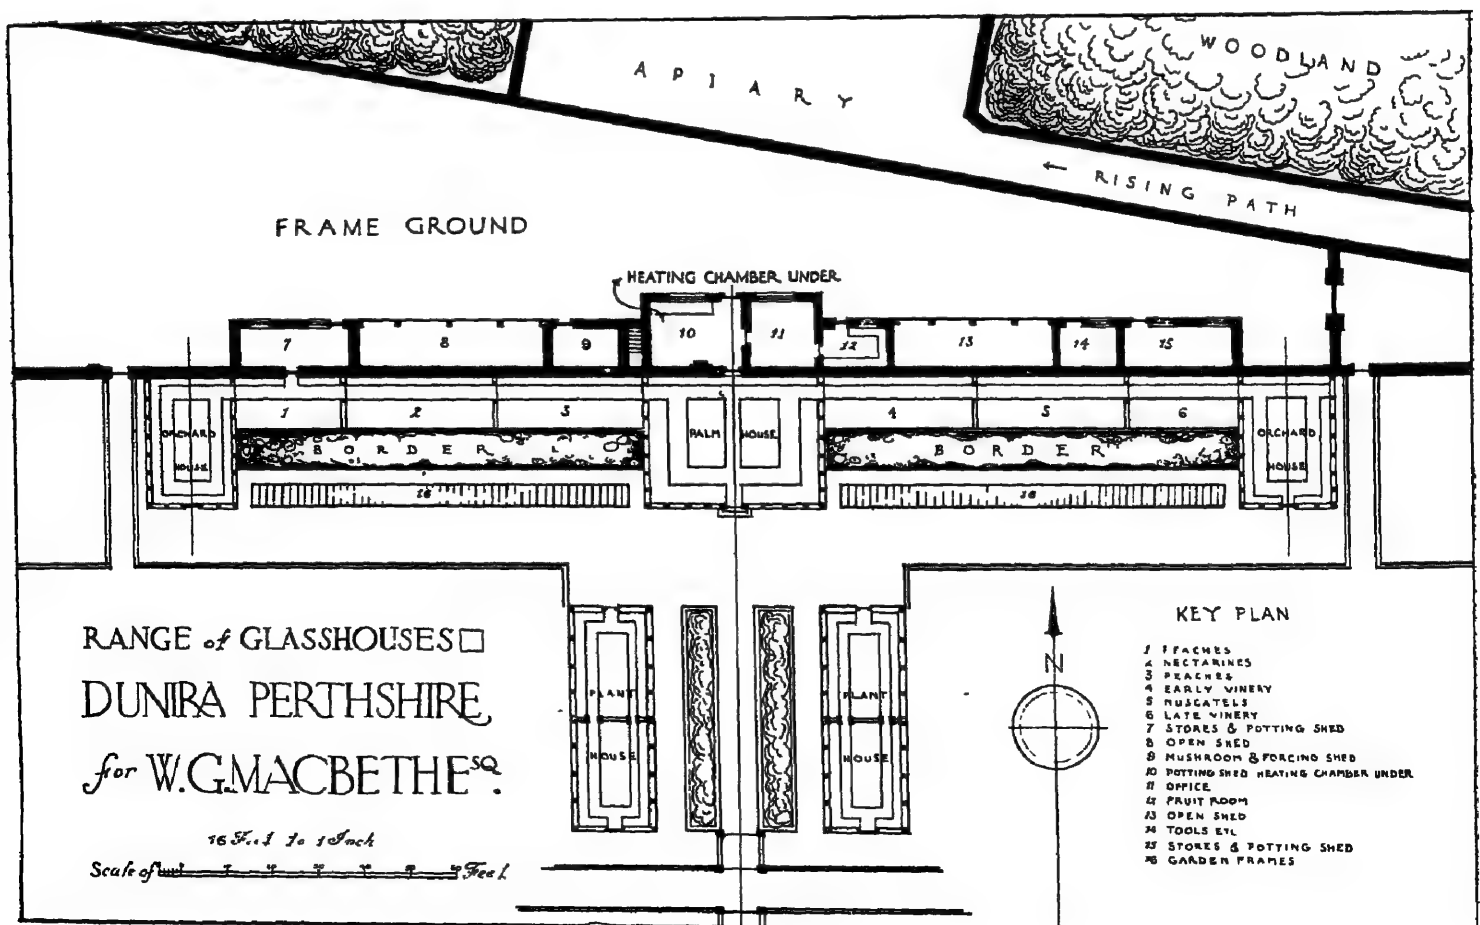 WOODLAND
APIARY
← RISING PATH
FRAME GROUND
HEATING CHAMBER UNDER
7 8 9 10 11 12 13 14 15
1 2 3 4 5 6
ORCHARD
HOUSE
PALM HOUSE
ORCHARD
HOUSE
BORDER
BORDER
16
16
PLANT
HOUSE
PLANT
HOUSE
RANGE of GLASSHOUSES
DUNIRA PERTHSHIRE
for W.G. MACBETH ESQ.
16 Feet to 1 Inch
Scale of Feet
N
KEY PLAN
1 PEACHES
2 NECTARINES
3 PEACHES
4 EARLY VINERY
5 MUSCATELS
6 LATE VINERY
7 STORES & POTTING SHED
8 OPEN SHED
9 MUSHROOM & FORCING SHED
10 POTTING SHED HEATING CHAMBER UNDER
11 OFFICE
12 FRUIT ROOM
13 OPEN SHED
14 TOOLS ETC
15 STORES & POTTING SHED
16 GARDEN FRAMES